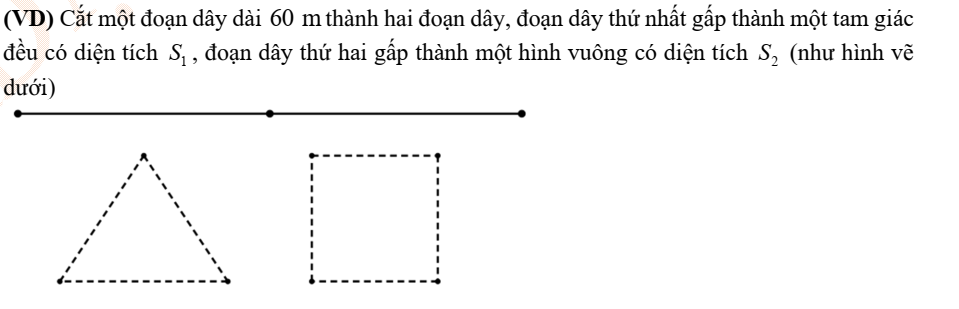 (VD) Cắt một đoạn dây dài 60 m thành hai đoạn dây, đoạn dây thứ nhất gấp thành một tam giác
đều có diện tích S₁ , đoạn dây thứ hai gấp thành một hình vuông có diện tích S₂ (như hình vẽ
dưới)